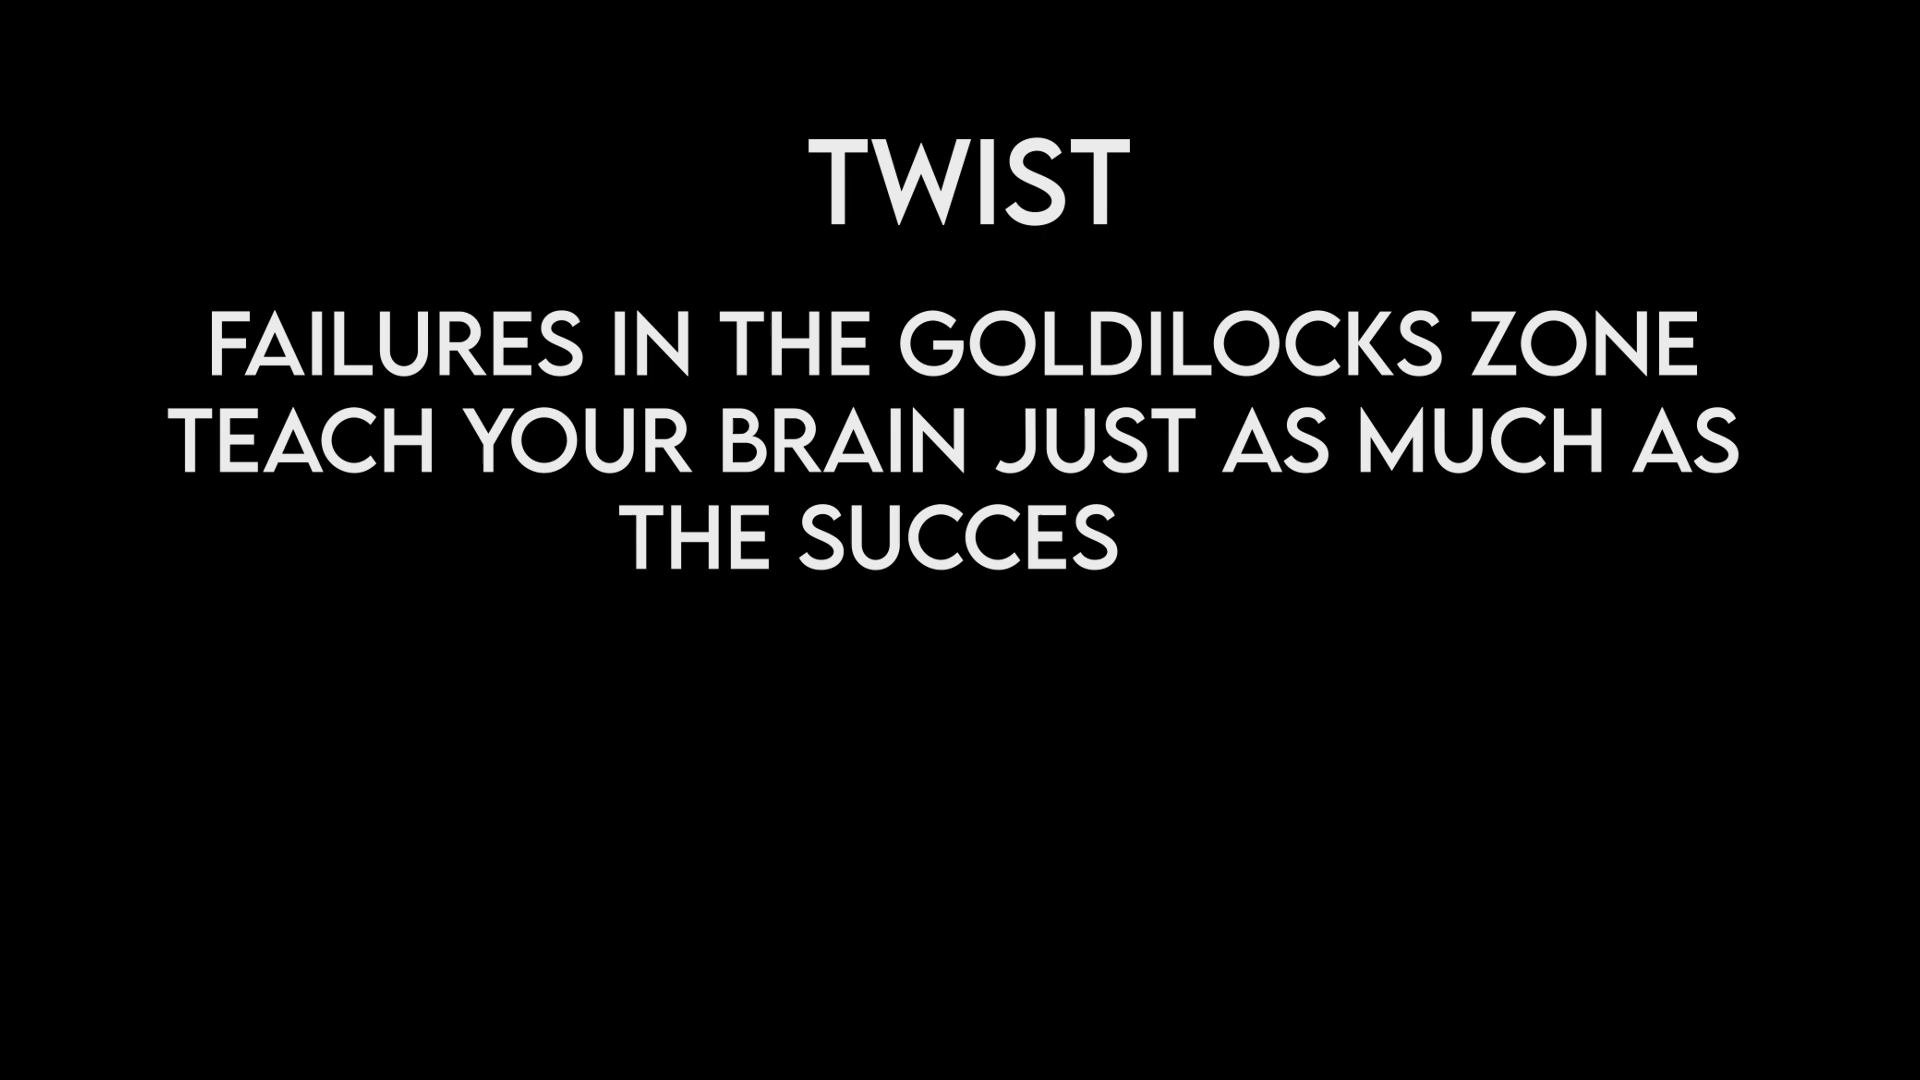 TWIST
FAILURES IN THE GOLDILOCKS ZONE
TEACH YOUR BRAIN JUST AS MUCH AS
THE SUCCES